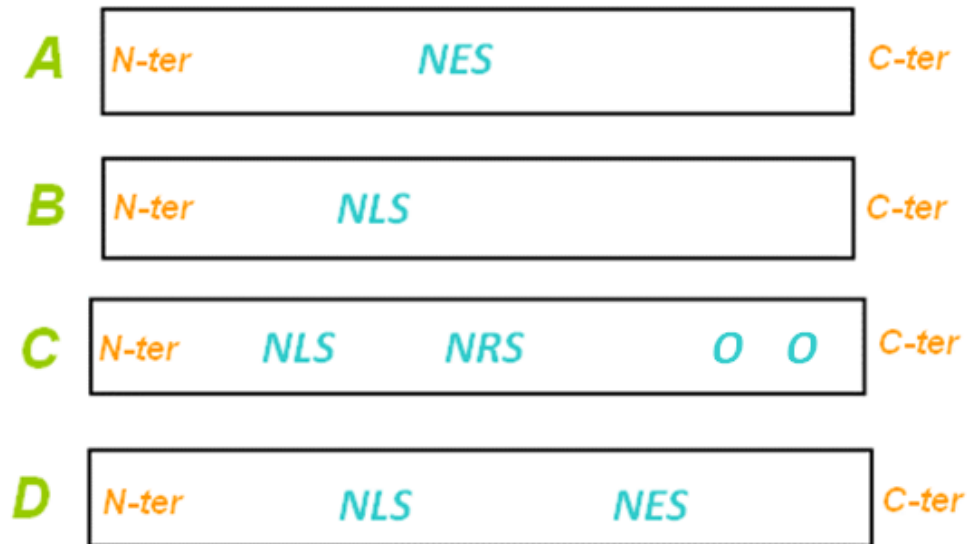 A N-ter NES C-ter
B N-ter NLS C-ter
C N-ter NLS NRS O O C-ter
D N-ter NLS NES C-ter